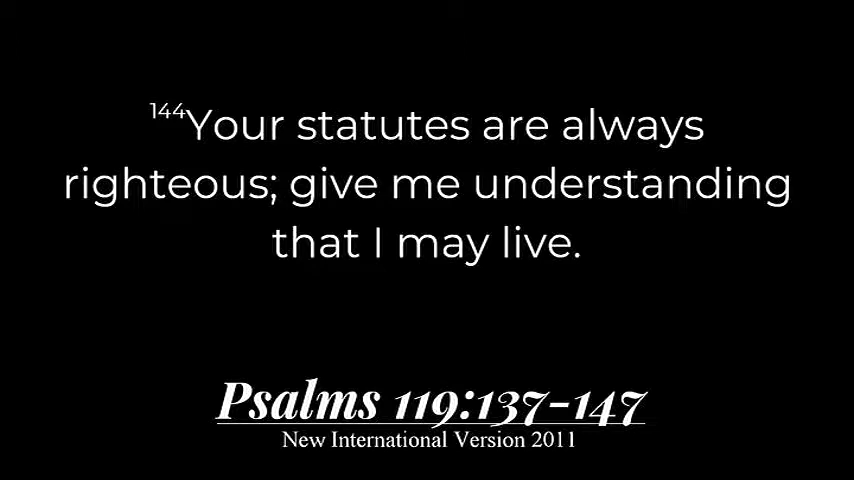 144Your statutes are always
righteous; give me understanding
that I may live.
Psalms 119:137-147
New International Version 2011